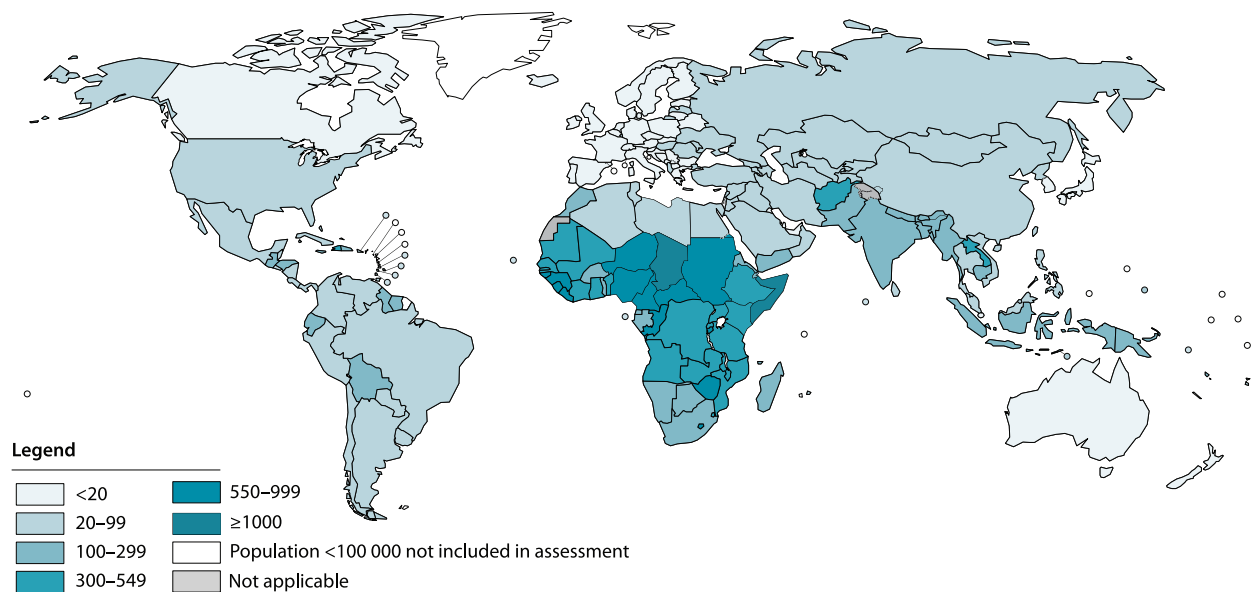 Legend
<20
20–99
100–299
300–549
550–999
≥1000
Population <100 000 not included in assessment
Not applicable